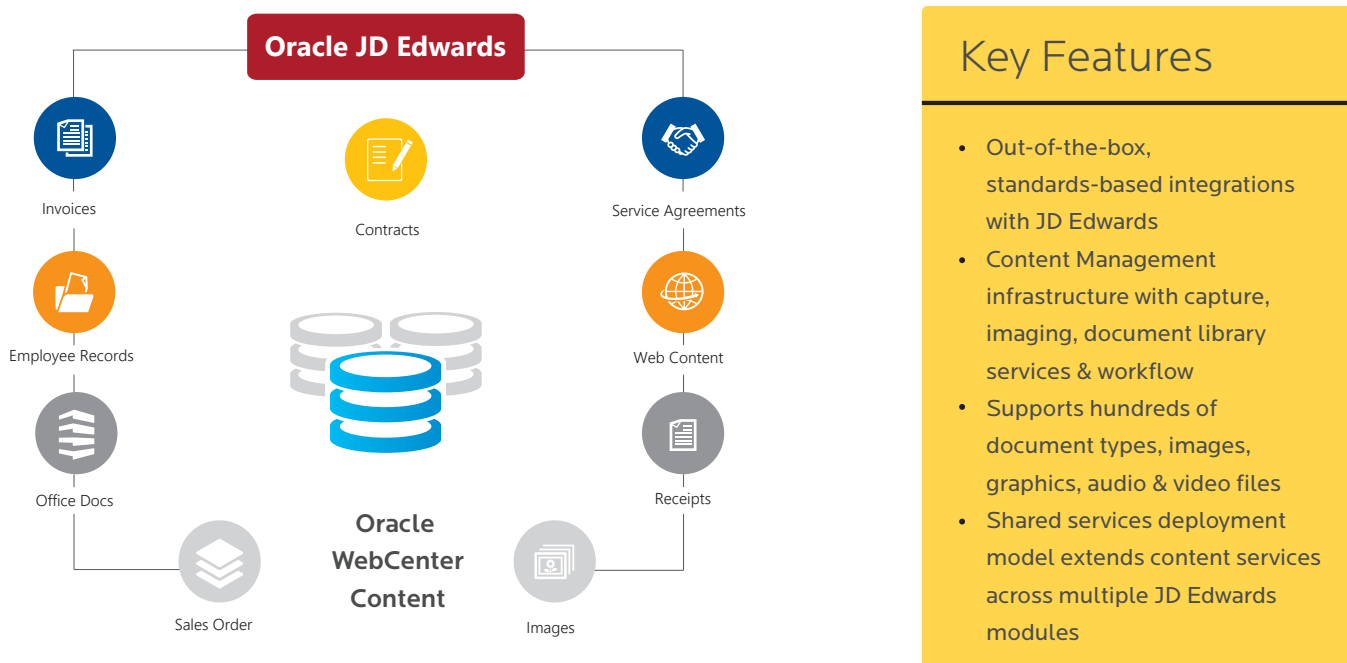 Oracle JD Edwards
Invoices
Contracts
Service Agreements
Employee Records
Web Content
Office Docs
Receipts
Oracle
WebCenter
Content
Sales Order
Images
Key Features
• Out-of-the-box,
standards-based integrations
with JD Edwards
• Content Management
infrastructure with capture,
imaging, document library
services & workflow
• Supports hundreds of
document types, images,
graphics, audio & video files
• Shared services deployment
model extends content services
across multiple JD Edwards
modules